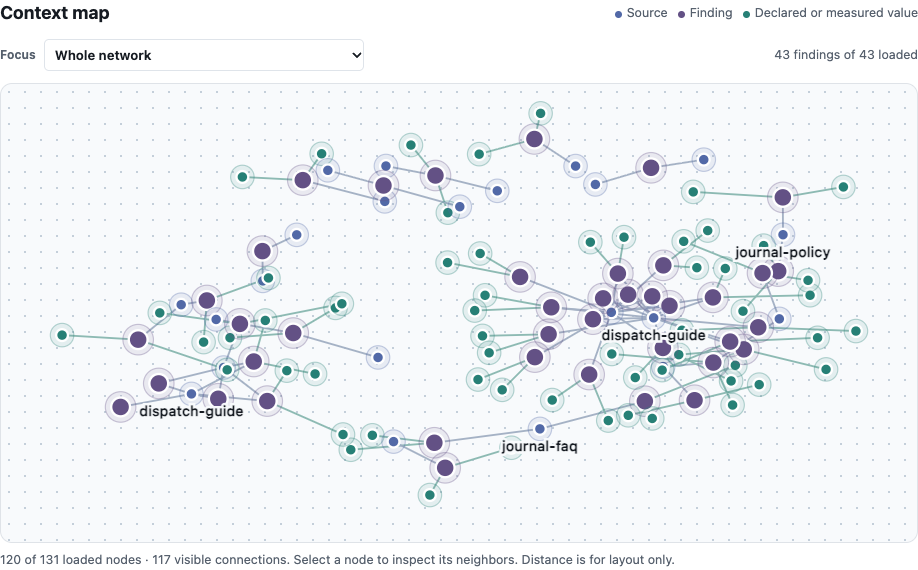 Context map
Source
Finding
Declared or measured value
Focus
Whole network
43 findings of 43 loaded
journal-policy
dispatch-guide
dispatch-guide
journal-faq
120 of 131 loaded nodes · 117 visible connections. Select a node to inspect its neighbors. Distance is for layout only.